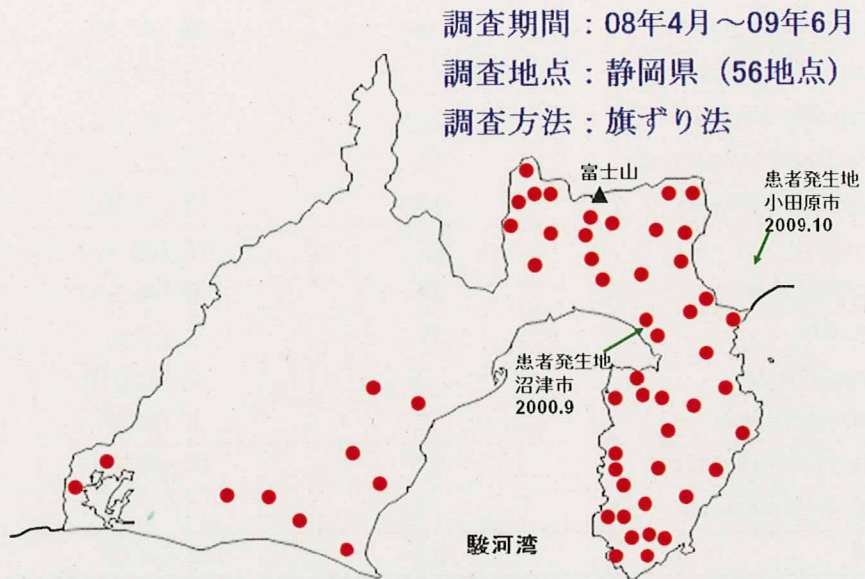 調査期間：08年4月～09年6月
調査地点：静岡県（56地点）
調査方法：旗ずり法
富士山
患者発生地
小田原市
2009.10
患者発生地
沼津市
2000.9
駿河湾